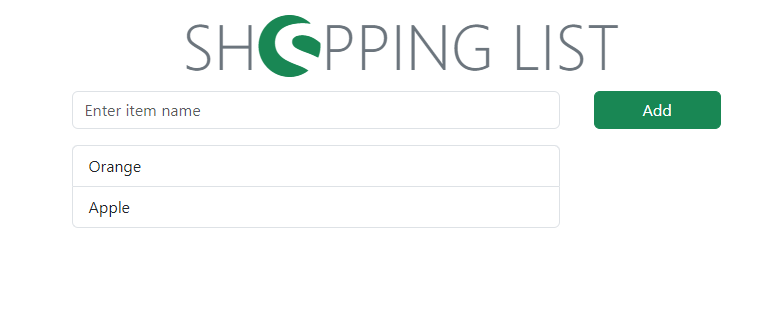 SHOPPING LIST
Enter item name
Add
Orange
Apple